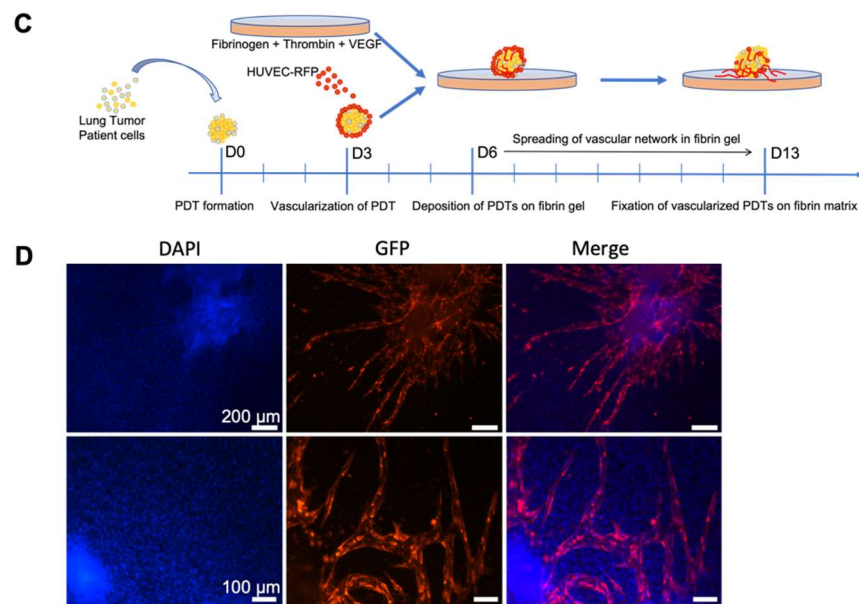 C
Fibrinogen + Thrombin + VEGF
HUVEC-RFP
Lung Tumor
Patient cells
Spreading of vascular network in fibrin gel
D0
D3
D6
D13
PDT formation
Vascularization of PDT
Deposition of PDTs on fibrin gel
Fixation of vascularized PDTs on fibrin matrix
D
DAPI
GFP
Merge
200 µm
100 µm